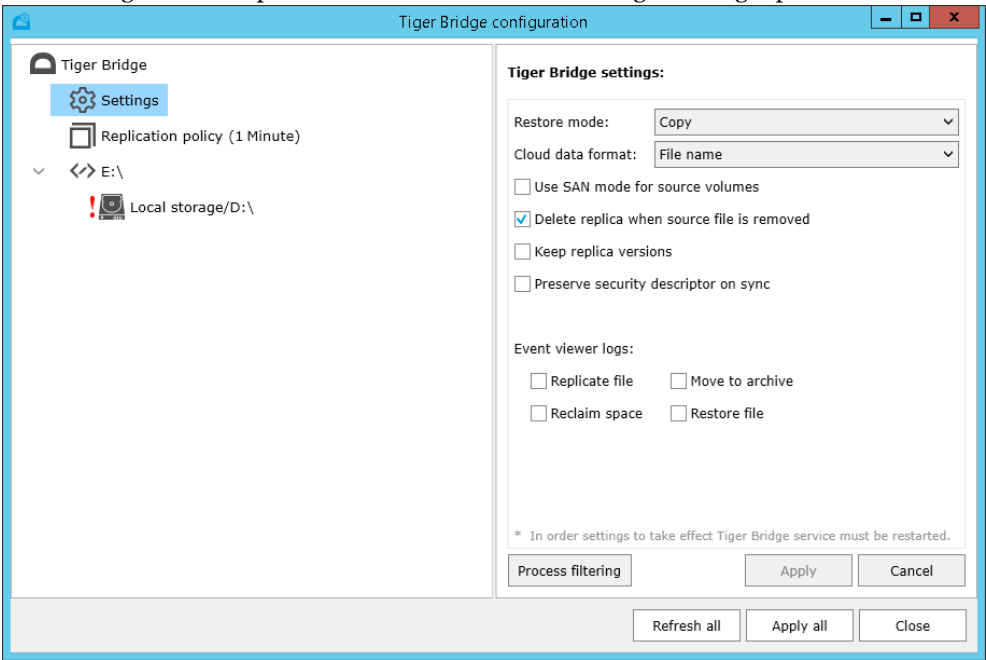 Tiger Bridge configuration
Tiger Bridge
Settings
Replication policy (1 Minute)
E:\
Local storage/D:\
Tiger Bridge settings:
Restore mode: Copy
Cloud data format: File name
Use SAN mode for source volumes
Delete replica when source file is removed
Keep replica versions
Preserve security descriptor on sync
Event viewer logs:
Replicate file Move to archive
Reclaim space Restore file
* In order settings to take effect Tiger Bridge service must be restarted.
Process filtering Apply Cancel
Refresh all Apply all Close